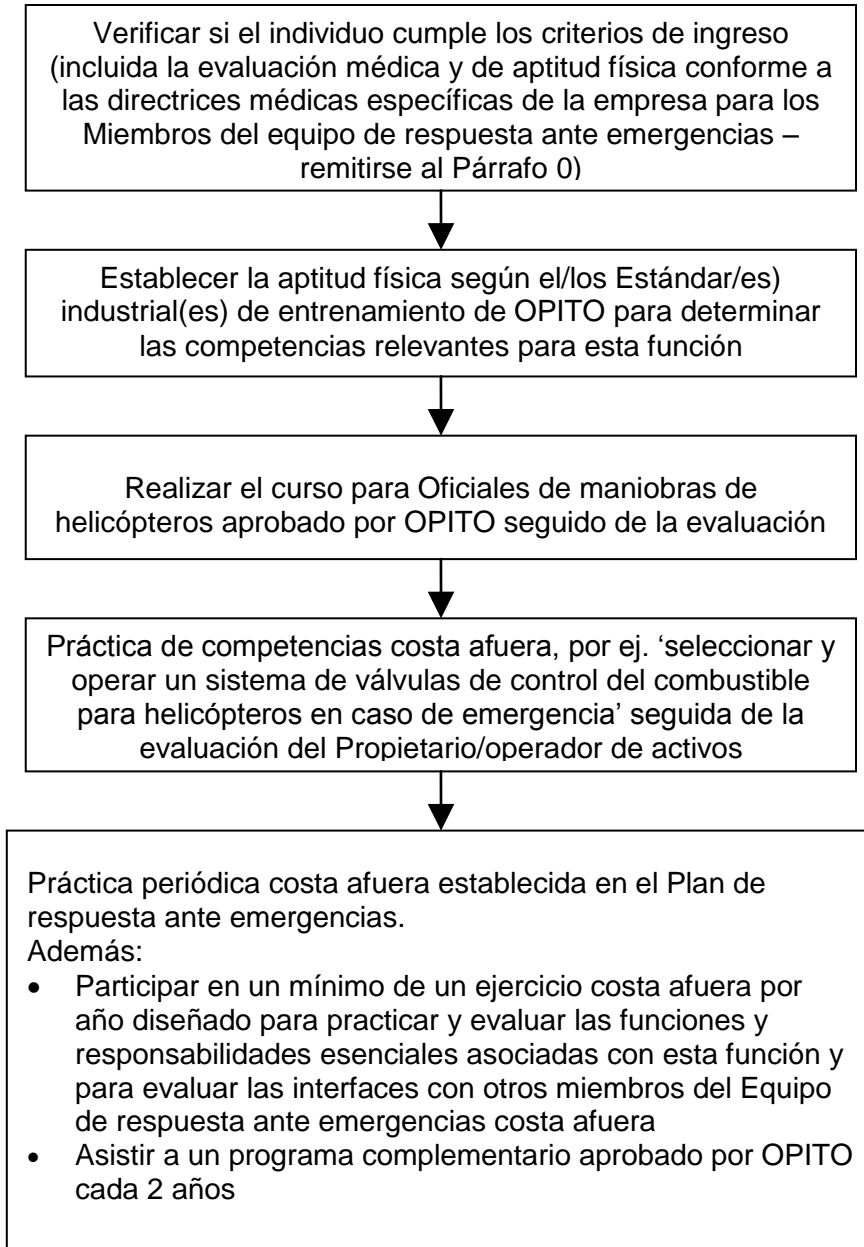 Verificar si el individuo cumple los criterios de ingreso
(incluida la evaluación médica y de aptitud física conforme a
las directrices médicas específicas de la empresa para los
Miembros del equipo de respuesta ante emergencias –
remitirse al Párrafo 0)
Establecer la aptitud física según el/los Estándar/es)
industrial(es) de entrenamiento de OPITO para determinar
las competencias relevantes para esta función
Realizar el curso para Oficiales de maniobras de
helicópteros aprobado por OPITO seguido de la evaluación
Práctica de competencias costa afuera, por ej. ‘seleccionar y
operar un sistema de válvulas de control del combustible
para helicópteros en caso de emergencia’ seguida de la
evaluación del Propietario/operador de activos
Práctica periódica costa afuera establecida en el Plan de
respuesta ante emergencias.
Además:
• Participar en un mínimo de un ejercicio costa afuera por
año diseñado para practicar y evaluar las funciones y
responsabilidades esenciales asociadas con esta función y
para evaluar las interfaces con otros miembros del Equipo
de respuesta ante emergencias costa afuera
• Asistir a un programa complementario aprobado por OPITO
cada 2 años